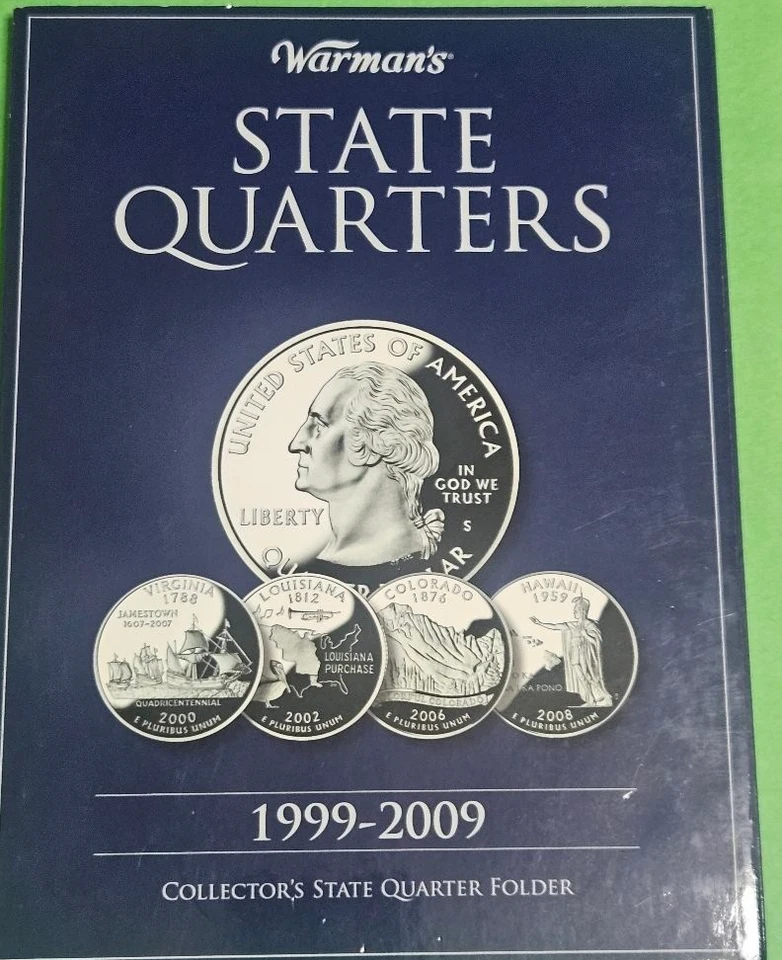 Warman's®
STATE
QUARTERS
UNITED STATES OF AMERICA
IN
GOD WE
TRUST
LIBERTY
S
VIRGINIA
1788
JAMESTOWN
1607-2007
QUADRICENTENNIAL
2000
E PLURIBUS UNUM
LOUISIANA
1812
LOUISIANA
PURCHASE
2002
E PLURIBUS UNUM
COLORADO
1876
2006
E PLURIBUS UNUM
HAWAII
1959
2008
E PLURIBUS UNUM
1999-2009
COLLECTOR'S STATE QUARTER FOLDER